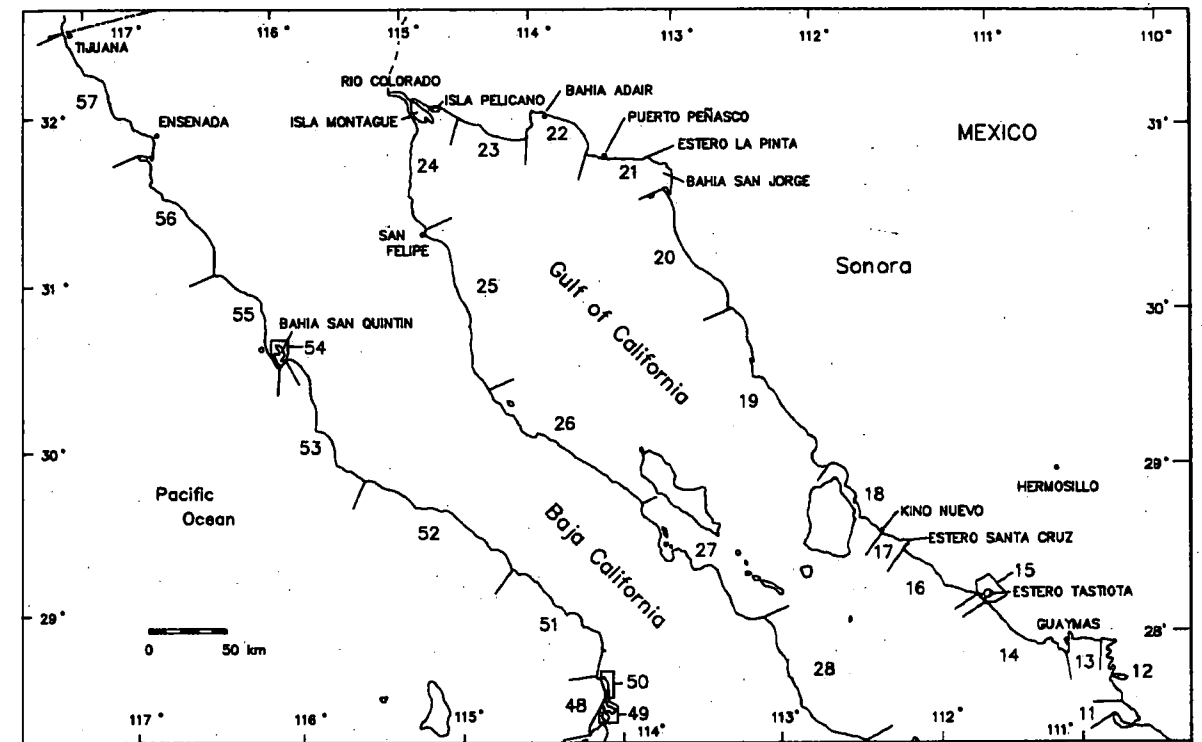 117° 116° 115° 114° 113° 112° 111° 110°
TIJUANA
RIO COLORADO
ISLA PELICANO
BAHIA ADAIR
57
ISLA MONTAGUE
PUERTO PEÑASCO
32°
ENSENADA
22
31°
MEXICO
23
ESTERO LA PINTA
24
21
BAHIA SAN JORGE
56
SAN
FELIPE
20
Sonora
31°
25
Gulf of California
30°
55
BAHIA SAN QUINTIN
54
19
26
53
30°
29°
HERMOSILLO
Pacific
Ocean
18
KINO NUEVO
Baja California
52
27
17
ESTERO SANTA CRUZ
16
15
ESTERO TASTIOTA
29°
51
GUAYMAS
28°
0 50 km
14
13
12
28
50
48
49
11
117° 116° 115° 114° 113° 112° 111°